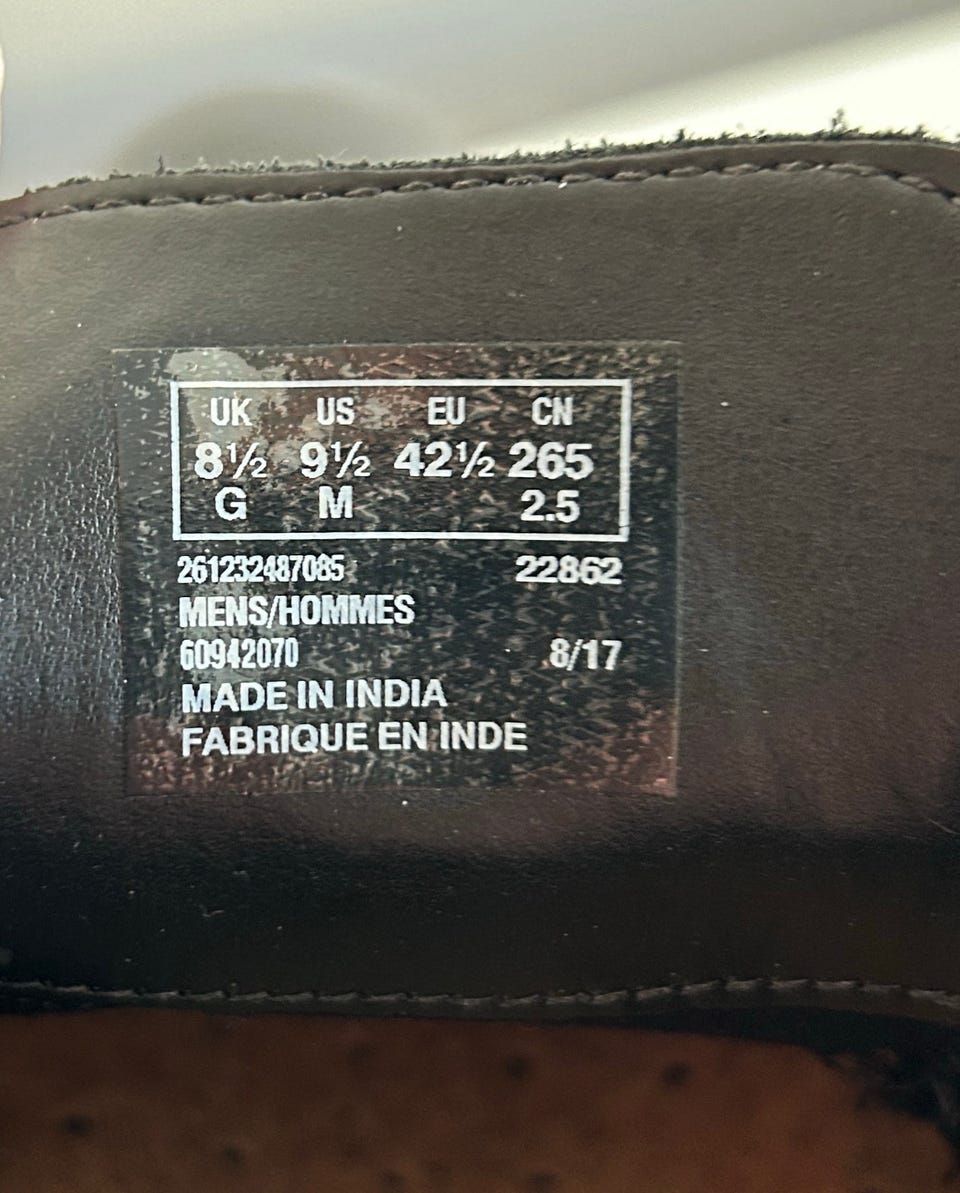 UK US EU CN
8½ 9½ 42½ 265
G M 2.5
261232487085 22862
MENS/HOMMES
60942070 8/17
MADE IN INDIA
FABRIQUE EN INDE